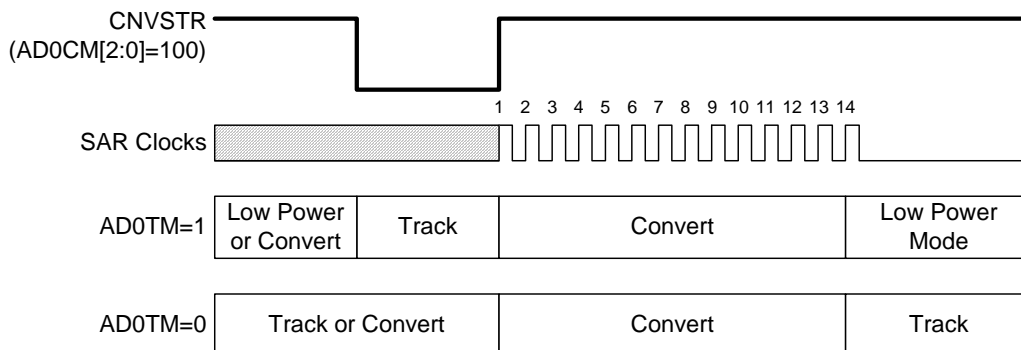 CNVSTR
(AD0CM[2:0]=100)
1 2 3 4 5 6 7 8 9 10 11 12 13 14
SAR Clocks
AD0TM=1
Low Power
or Convert
Track
Convert
Low Power
Mode
AD0TM=0
Track or Convert
Convert
Track